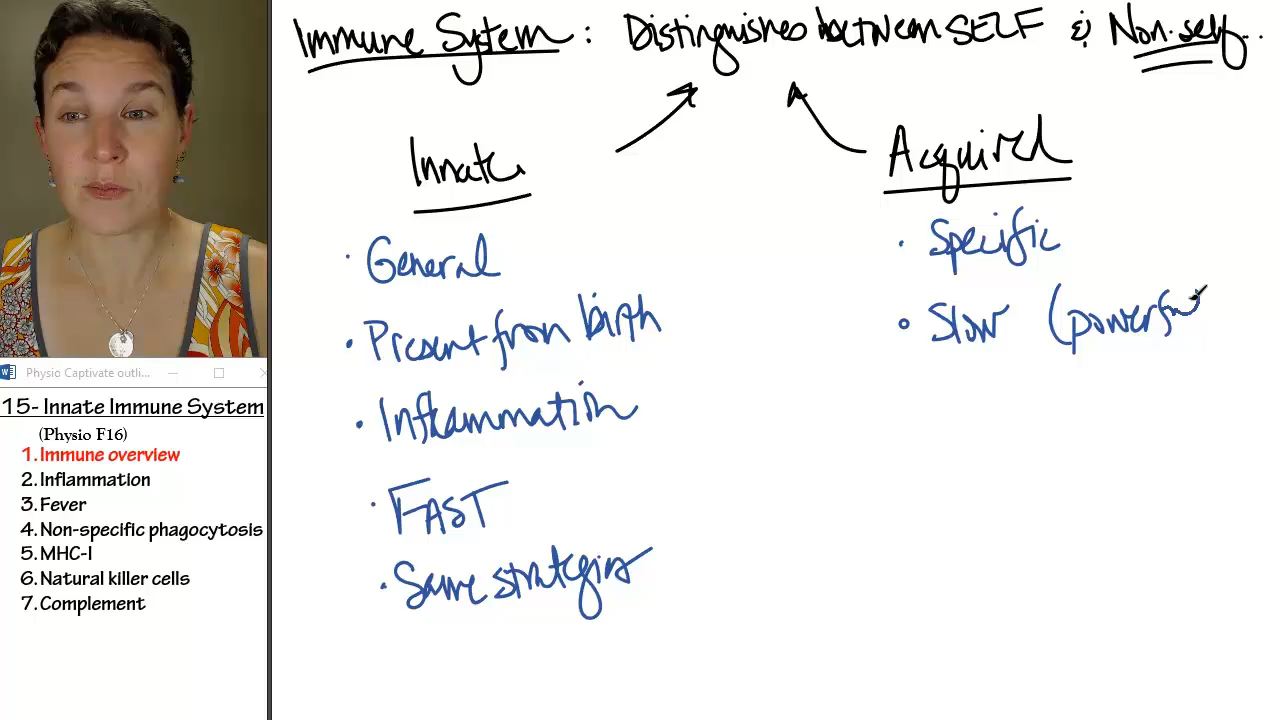 Immune System : Distinguishes between SELF & Non-self...
Innate
Acquired
• General
• Present from birth
• Inflammation
• FAST
• Same strategies
• Specific
• Slow (powerful
Physio Captivate outli...
15- Innate Immune System
(Physio F16)
1. Immune overview
2. Inflammation
3. Fever
4. Non-specific phagocytosis
5. MHC-I
6. Natural killer cells
7. Complement